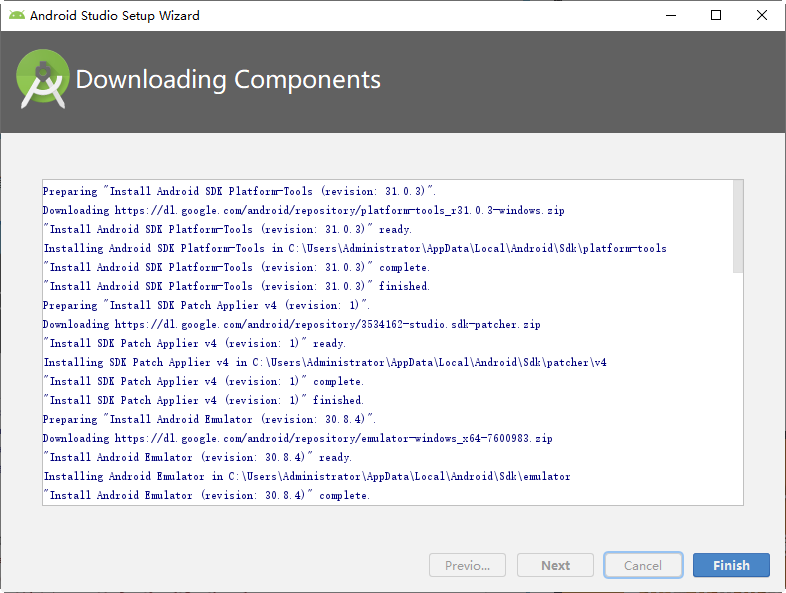 Android Studio Setup Wizard
Downloading Components
Preparing "Install Android SDK Platform-Tools (revision: 31.0.3)".
Downloading https://dl.google.com/android/repository/platform-tools_r31.0.3-windows.zip
"Install Android SDK Platform-Tools (revision: 31.0.3)" ready.
Installing Android SDK Platform-Tools in C:\Users\Administrator\AppData\Local\Android\Sdk\platform-tools
"Install Android SDK Platform-Tools (revision: 31.0.3)" complete.
"Install Android SDK Platform-Tools (revision: 31.0.3)" finished.
Preparing "Install SDK Patch Applier v4 (revision: 1)".
Downloading https://dl.google.com/android/repository/3534162-studio.sdk-patcher.zip
"Install SDK Patch Applier v4 (revision: 1)" ready.
Installing SDK Patch Applier v4 in C:\Users\Administrator\AppData\Local\Android\Sdk\patcher\v4
"Install SDK Patch Applier v4 (revision: 1)" complete.
"Install SDK Patch Applier v4 (revision: 1)" finished.
Preparing "Install Android Emulator (revision: 30.8.4)".
Downloading https://dl.google.com/android/repository/emulator-windows_x64-7600983.zip
"Install Android Emulator (revision: 30.8.4)" ready.
Installing Android Emulator in C:\Users\Administrator\AppData\Local\Android\Sdk\emulator
"Install Android Emulator (revision: 30.8.4)" complete.
Previo... Next Cancel Finish